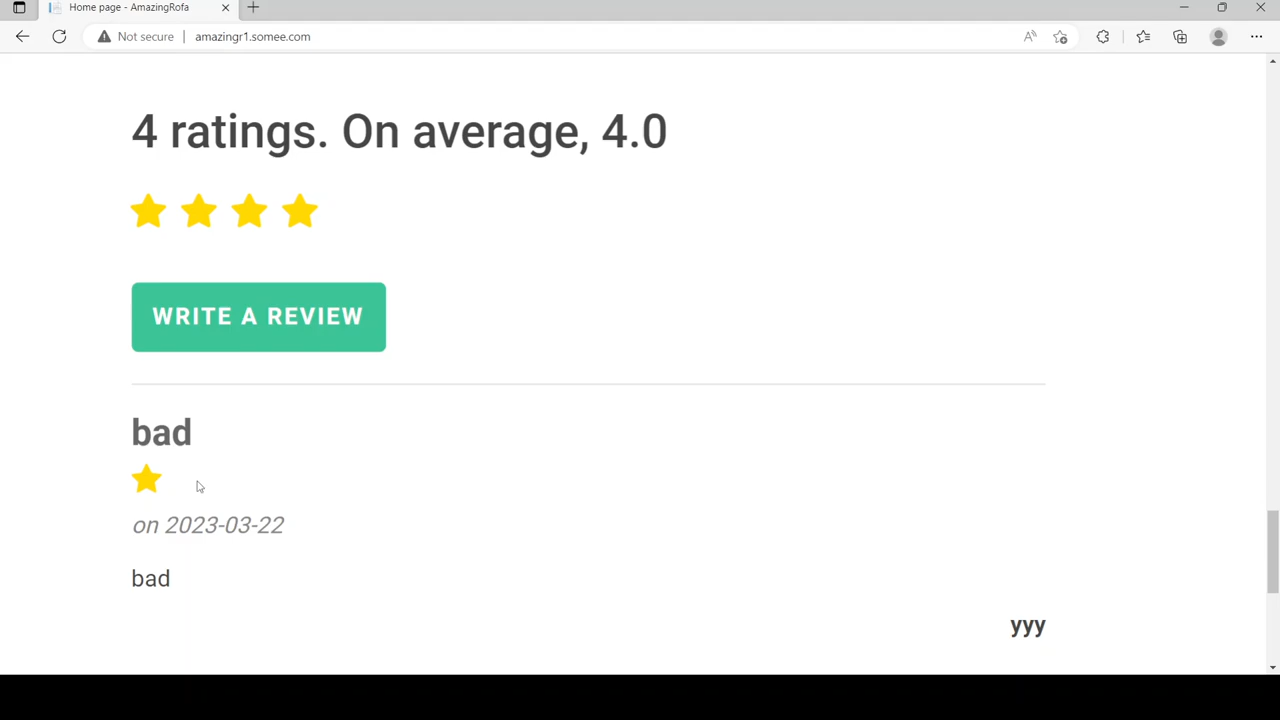 Home page - AmazingRofa
Not secure | amazingr1.somee.com
4 ratings. On average, 4.0
WRITE A REVIEW
bad
on 2023-03-22
bad
yyy